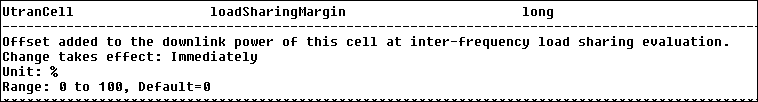 UtranCell loadSharingMargin long
Offset added to the downlink power of this cell at inter-frequency load sharing evaluation.
Change takes effect: Immediately
Unit: %
Range: 0 to 100, Default=0